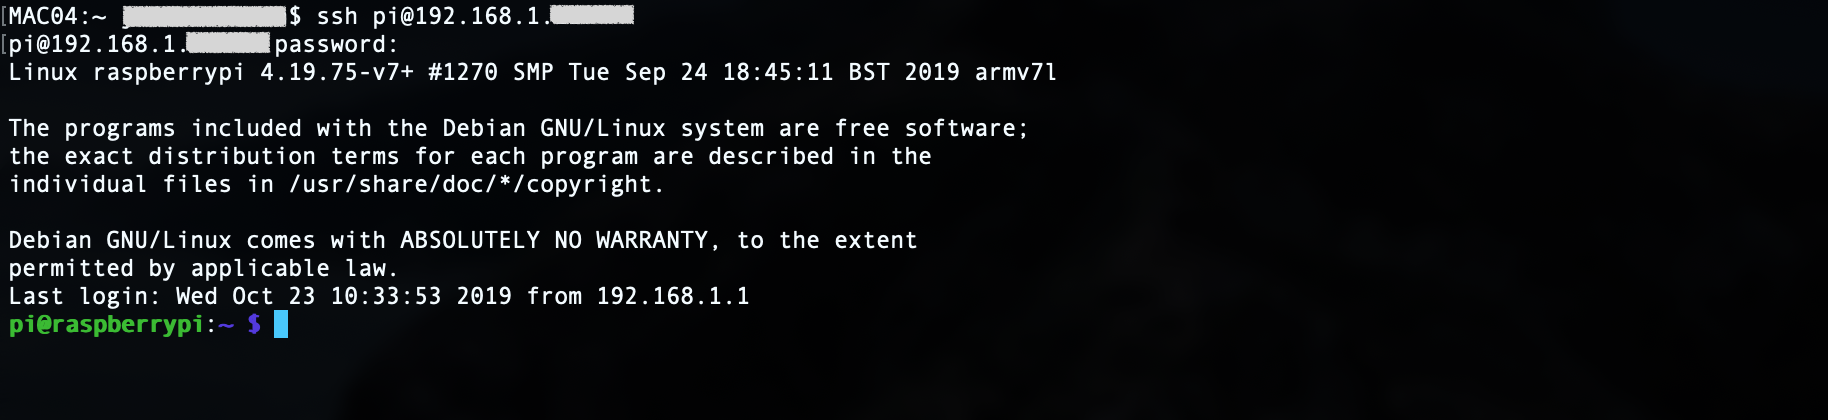 MAC04:~ $ ssh pi@192.168.1.
pi@192.168.1. password:
Linux raspberrypi 4.19.75-v7+ #1270 SMP Tue Sep 24 18:45:11 BST 2019 armv7l
The programs included with the Debian GNU/Linux system are free software;
the exact distribution terms for each program are described in the
individual files in /usr/share/doc/*/copyright.
Debian GNU/Linux comes with ABSOLUTELY NO WARRANTY, to the extent
permitted by applicable law.
Last login: Wed Oct 23 10:33:53 2019 from 192.168.1.1
pi@raspberrypi:~ $